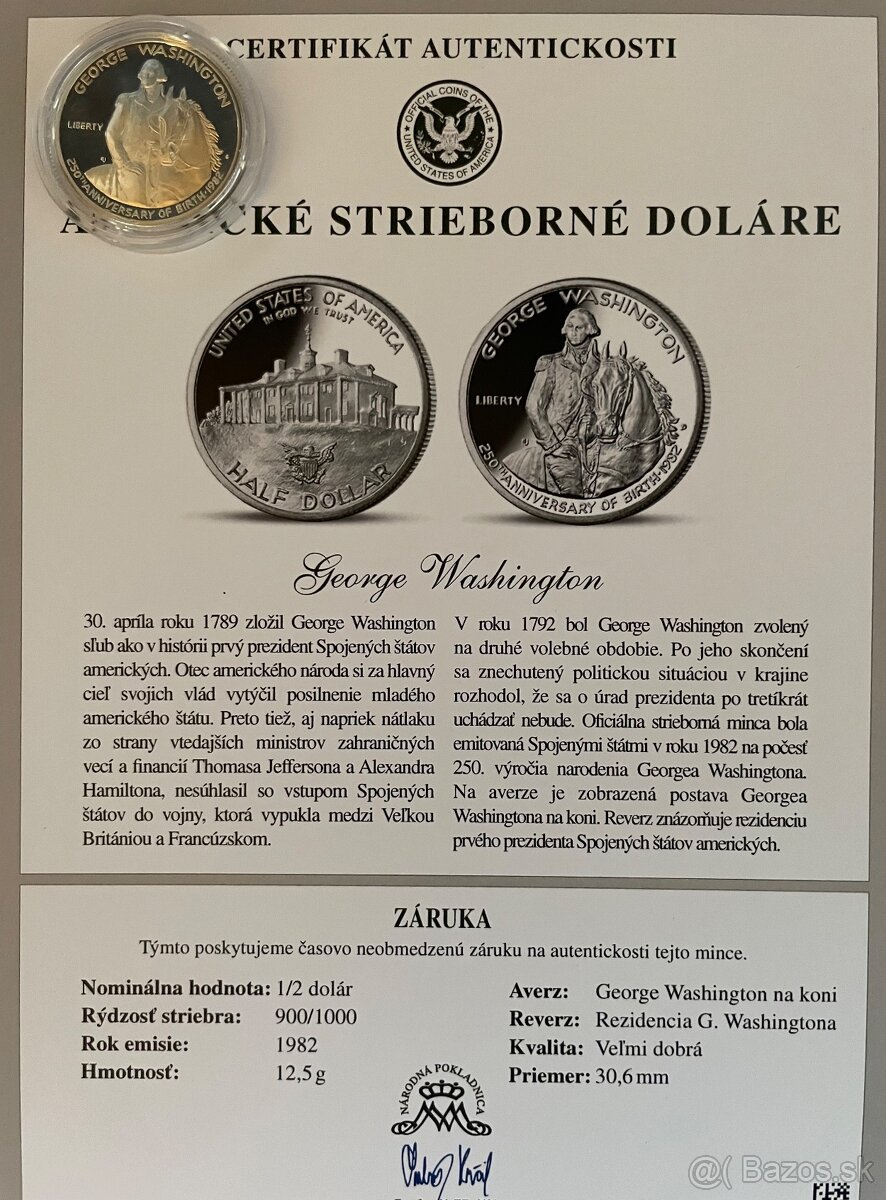 CERTIFIKÁT AUTENTICKOSTI
GEORGE WASHINGTON
LIBERTY
250TH ANNIVERSARY OF BIRTH·1982
OFFICIAL COINS OF THE
UNITED STATES OF AMERICA
STRIEBORNÉ DOLÁRE
UNITED STATES OF AMERICA
IN GOD WE TRUST
HALF DOLLAR
GEORGE WASHINGTON
LIBERTY
250TH ANNIVERSARY OF BIRTH·1982
George Washington
30. apríla roku 1789 zložil George Washington
sľub ako v histórii prvý prezident Spojených štátov
amerických. Otec amerického národa si za hlavný
cieľ svojich vlád vytýčil posilnenie mladého
amerického štátu. Preto tiež, aj napriek nátlaku
zo strany vtedajších ministrov zahraničných
vecí a financií Thomasa Jeffersona a Alexandra
Hamiltona, nesúhlasil so vstupom Spojených
štátov do vojny, ktorá vypukla medzi Veľkou
Britániou a Francúzskom.
V roku 1792 bol George Washington zvolený
na druhé volebné obdobie. Po jeho skončení
sa znechutený politickou situáciou v krajine
rozhodol, že sa o úrad prezidenta po tretíkrát
uchádzať nebude. Oficiálna strieborná minca bola
emitovaná Spojenými štátmi v roku 1982 na počesť
250. výročia narodenia Georgea Washingtona.
Na averze je zobrazená postava Georgea
Washingtona na koni. Reverz znázorňuje rezidenciu
prvého prezidenta Spojených štátov amerických.
ZÁRUKA
Týmto poskytujeme časovo neobmedzenú záruku na autentickosti tejto mince.
Nominálna hodnota: 1/2 dolár
Rýdzosť striebra: 900/1000
Rok emisie: 1982
Hmotnosť: 12,5 g
Averz: George Washington na koni
Reverz: Rezidencia G. Washingtona
Kvalita: Veľmi dobrá
Priemer: 30,6 mm
NÁRODNÁ POKLADNICA
@( Bazos.sk